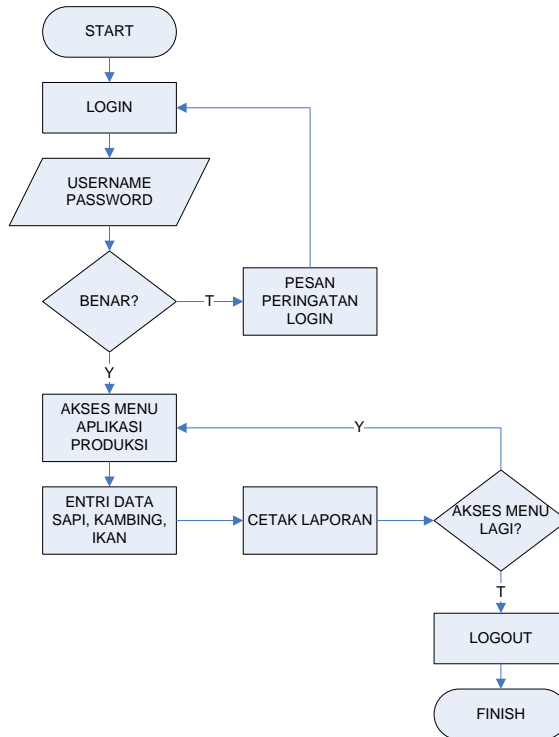 START
LOGIN
USERNAME
PASSWORD
BENAR?
T
PESAN
PERINGATAN
LOGIN
Y
AKSES MENU
APLIKASI
PRODUKSI
Y
ENTRI DATA
SAPI, KAMBING,
IKAN
CETAK LAPORAN
AKSES MENU
LAGI?
T
LOGOUT
FINISH